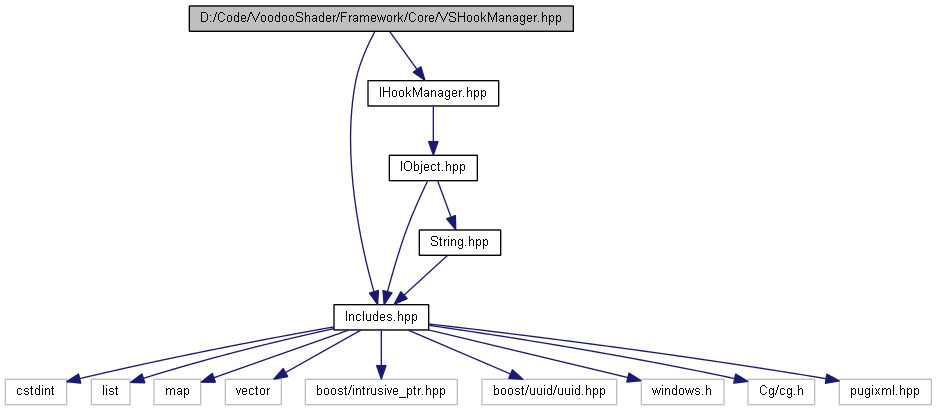 D:/Code/VoodooShader/Framework/Core/VSHookManager.hpp
IHookManager.hpp
IObject.hpp
String.hpp
Includes.hpp
cstdint
list
map
vector
boost/intrusive_ptr.hpp
boost/uuid/uuid.hpp
windows.h
Cg/cg.h
pugixml.hpp